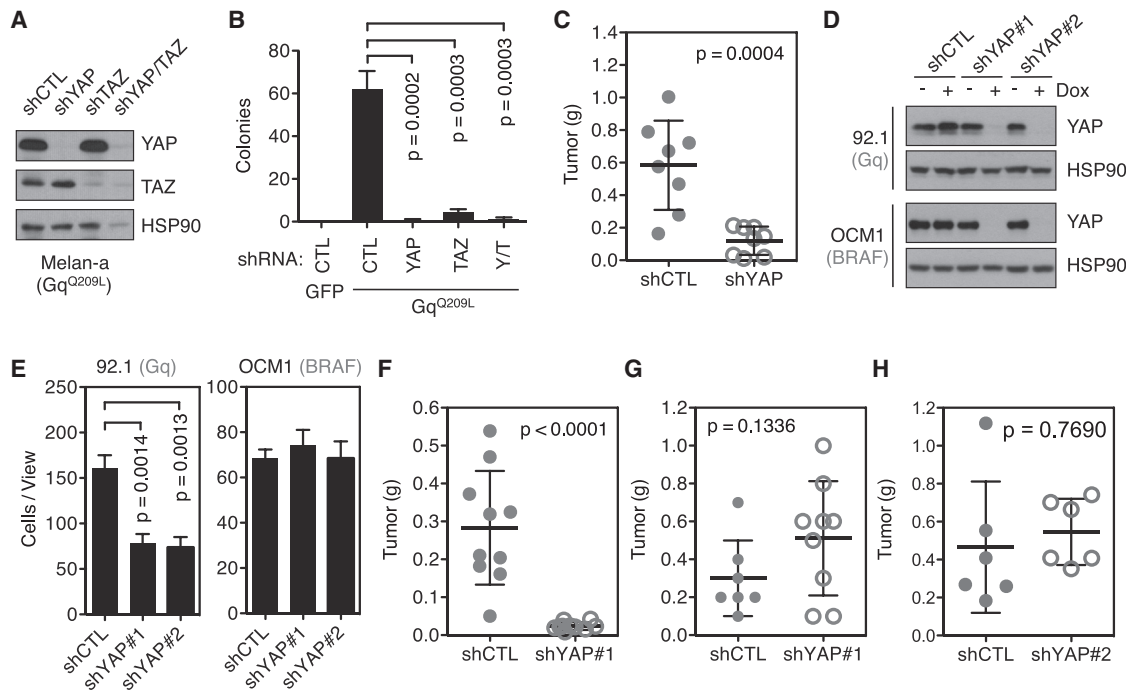 A
shCTL
shYAP
shTAZ
shYAP/TAZ
YAP
TAZ
HSP90
Melan-a
(Gq^Q209L)
B
Colonies
80
60
40
20
0
p = 0.0002
p = 0.0003
p = 0.0003
shRNA:
CTL
CTL
YAP
TAZ
Y/T
GFP
Gq^Q209L
C
Tumor (g)
1.4
1.2
1.0
0.8
0.6
0.4
0.2
0.0
p = 0.0004
shCTL
shYAP
D
shCTL
shYAP#1
shYAP#2
- + - + - + Dox
92.1
(Gq)
YAP
HSP90
OCM1
(BRAF)
YAP
HSP90
E
92.1 (Gq)
Cells / View
250
200
150
100
50
0
p = 0.0014
p = 0.0013
shCTL
shYAP#1
shYAP#2
OCM1 (BRAF)
100
80
60
40
20
0
shCTL
shYAP#1
shYAP#2
F
Tumor (g)
0.6
0.5
0.4
0.3
0.2
0.1
0.0
p < 0.0001
shCTL
shYAP#1
G
Tumor (g)
1.2
1.0
0.8
0.6
0.4
0.2
0.0
p = 0.1336
shCTL
shYAP#1
H
Tumor (g)
1.2
1.0
0.8
0.6
0.4
0.2
0.0
p = 0.7690
shCTL
shYAP#2